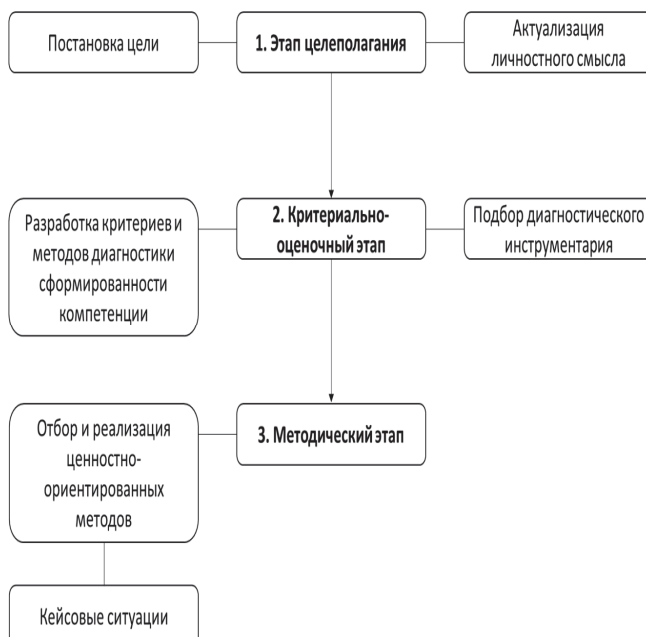 Постановка цели
1. Этап целеполагания
Актуализация
личностного смысла
Разработка критериев и
методов диагностики
сформированности
компетенции
2. Критериально-
оценочный этап
Подбор диагностического
инструментария
Отбор и реализация
ценностно-
ориентированных
методов
3. Методический этап
Кейсовые ситуации